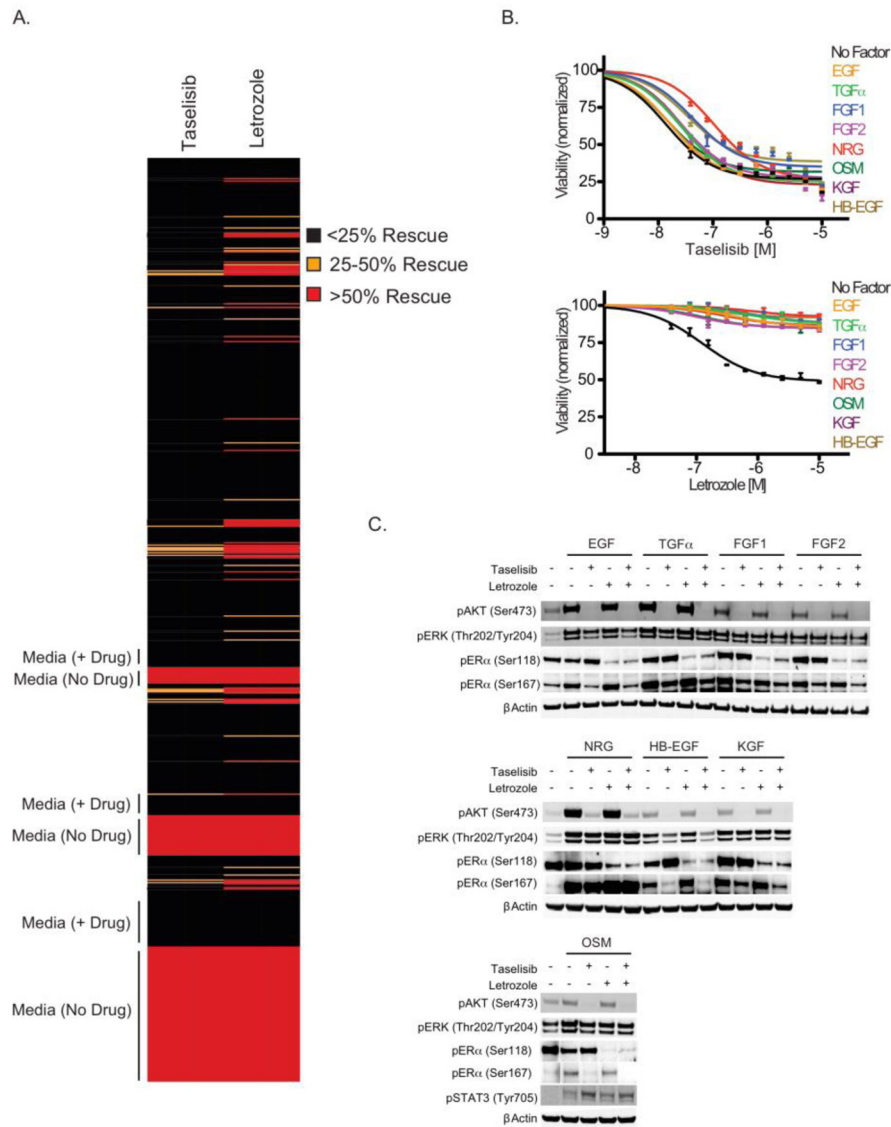 A.
Taselisib
Letrozole
<25% Rescue
25-50% Rescue
>50% Rescue
Media (+ Drug)
Media (No Drug)
Media (+ Drug)
Media (No Drug)
Media (+ Drug)
Media (No Drug)
B.
Viability (normalized)
100
75
50
25
0
-9 -8 -7 -6 -5
Taselisib [M]
No Factor
EGF
TGFα
FGF1
FGF2
NRG
OSM
KGF
HB-EGF
Viability (normalized)
100
75
50
25
0
-8 -7 -6 -5
Letrozole [M]
No Factor
EGF
TGFα
FGF1
FGF2
NRG
OSM
KGF
HB-EGF
C.
EGF TGFα FGF1 FGF2
Taselisib - - + - + - + - + - + - + - + - +
Letrozole - - - + + - - + + - - + + - - + +
pAKT (Ser473)
pERK (Thr202/Tyr204)
pERα (Ser118)
pERα (Ser167)
β Actin
NRG HB-EGF KGF
Taselisib - - + - + - + - + - + - +
Letrozole - - - + + - - + + - - + +
pAKT (Ser473)
pERK (Thr202/Tyr204)
pERα (Ser118)
pERα (Ser167)
β Actin
OSM
Taselisib - - + - +
Letrozole - - - + +
pAKT (Ser473)
pERK (Thr202/Tyr204)
pERα (Ser118)
pERα (Ser167)
pSTAT3 (Tyr705)
β Actin